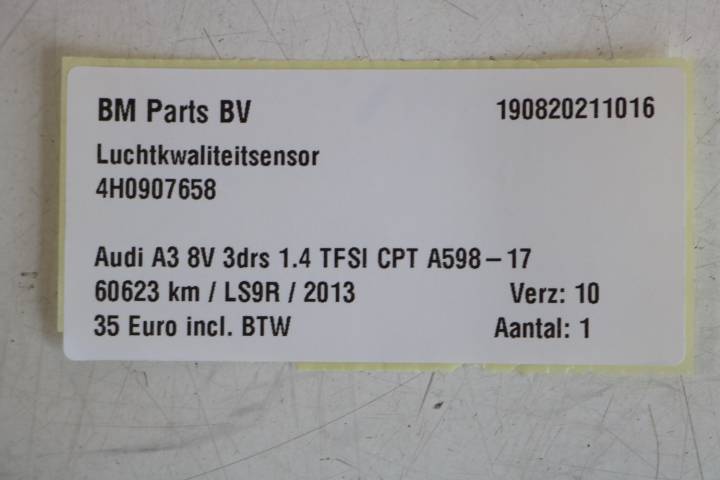 BM Parts BV 190820211016
Luchtkwaliteitsensor
4H0907658
Audi A3 8V 3drs 1.4 TFSI CPT A598-17
60623 km / LS9R / 2013 Verz: 10
35 Euro incl. BTW Aantal: 1